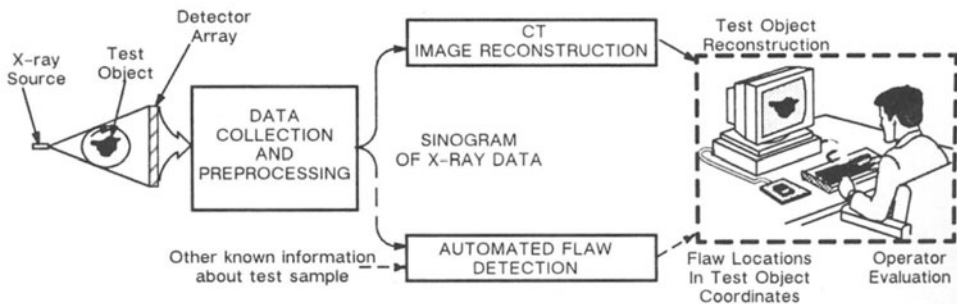 X-ray
Source
Test
Object
Detector
Array
DATA
COLLECTION
AND
PREPROCESSING
CT
IMAGE RECONSTRUCTION
SINOGRAM
OF X-RAY DATA
Other known information
about test sample
AUTOMATED FLAW
DETECTION
Test Object
Reconstruction
Flaw Locations
In Test Object
Coordinates
Operator
Evaluation